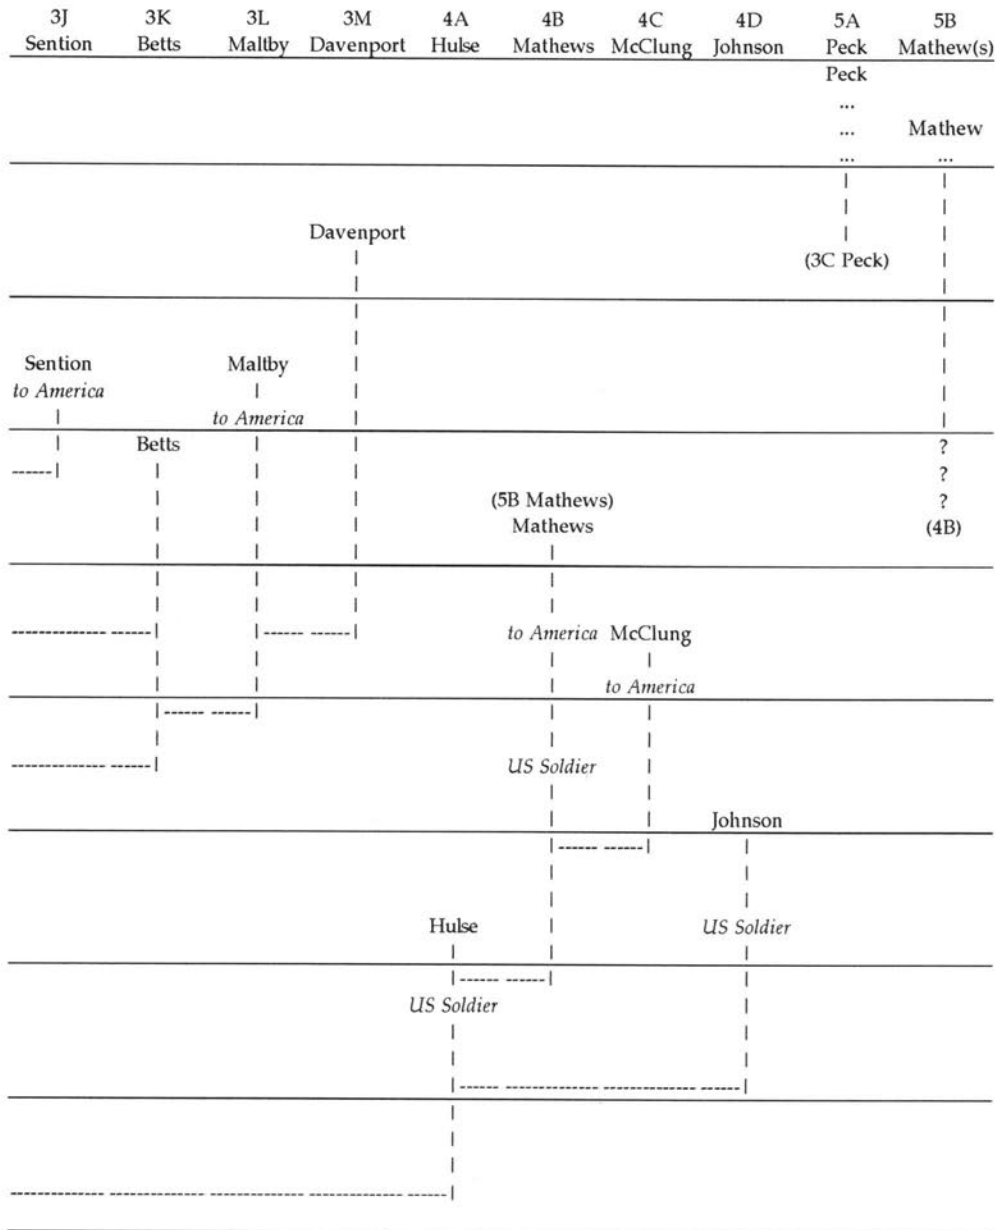 3J 3K 3L 3M 4A 4B 4C 4D 5A 5B
Sention Betts Maltby Davenport Hulse Mathews McClung Johnson Peck Mathew(s)
Peck
...
... Mathew
... ...
Davenport
(3C Peck)
Sention Maltby
to America
to America
Betts ?
?
(5B Mathews) ?
Mathews (4B)
to America McClung
to America
US Soldier
Johnson
Hulse US Soldier
US Soldier